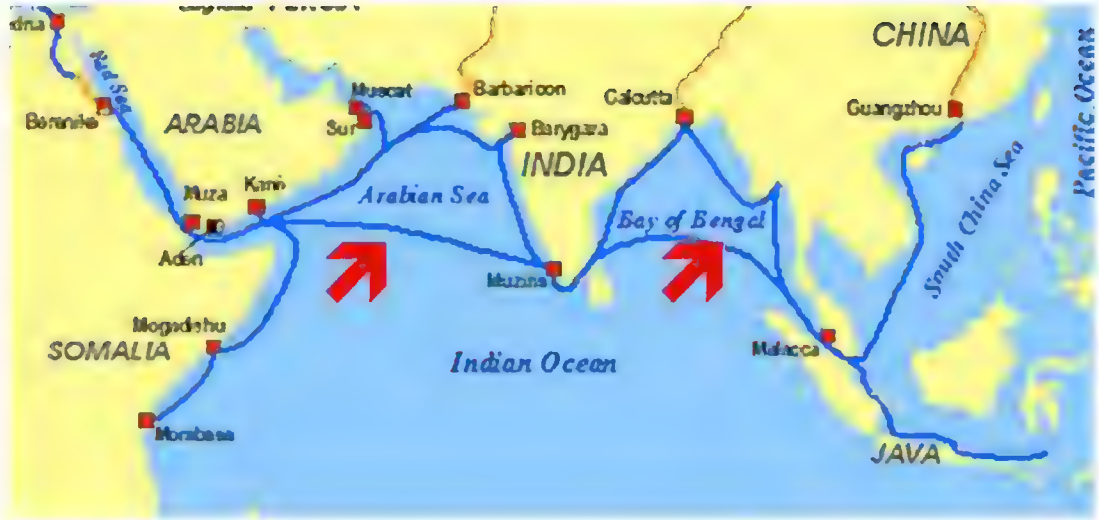 CHINA
Pacific Ocean
Red Sea
Muscat
Barbaricon
Calcutta
Guangzhou
Berenike
ARABIA
Sur
Barygaza
INDIA
Muza
Arabian Sea
Bay of Bengal
South China Sea
Aden
Muziris
Mogadishu
SOMALIA
Indian Ocean
Malacca
Mombasa
JAVA